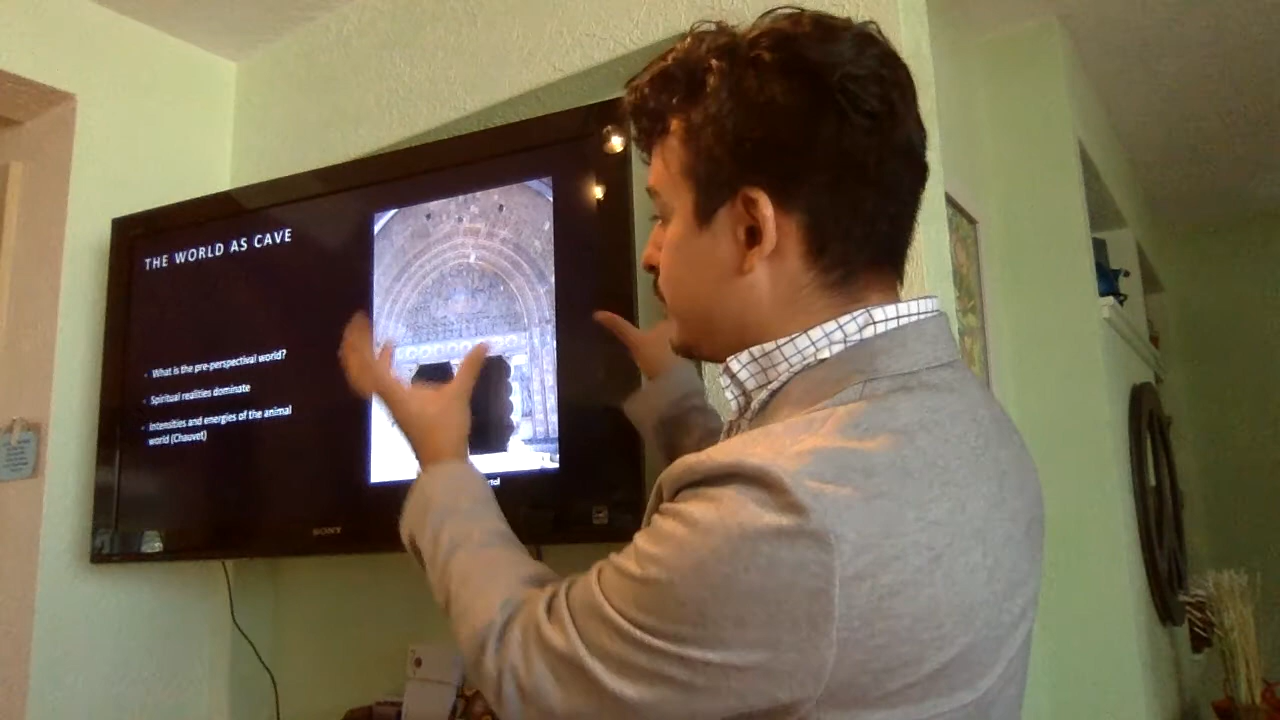 THE WORLD AS CAVE
What is the pre-perspectival world?
Spiritual realities dominate
Intensities and energies of the animal
world (Chauvet)
SONY